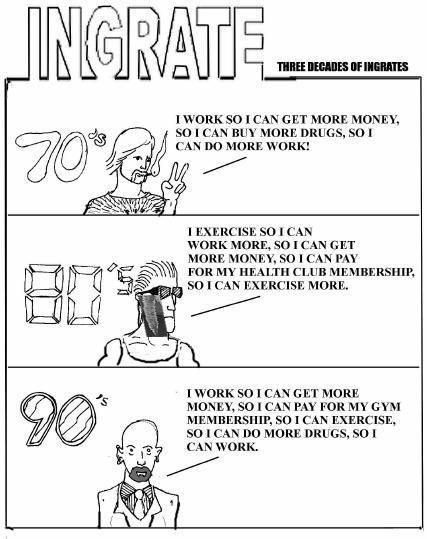 INGRATE
THREE DECADES OF INGRATES
70's
I WORK SO I CAN GET MORE MONEY,
SO I CAN BUY MORE DRUGS, SO I
CAN DO MORE WORK!
80's
I EXERCISE SO I CAN
WORK MORE, SO I CAN GET
MORE MONEY, SO I CAN PAY
FOR MY HEALTH CLUB MEMBERSHIP,
SO I CAN EXERCISE MORE.
90's
I WORK SO I CAN GET MORE
MONEY, SO I CAN PAY FOR MY GYM
MEMBERSHIP, SO I CAN EXERCISE,
SO I CAN DO MORE DRUGS, SO I
CAN WORK.